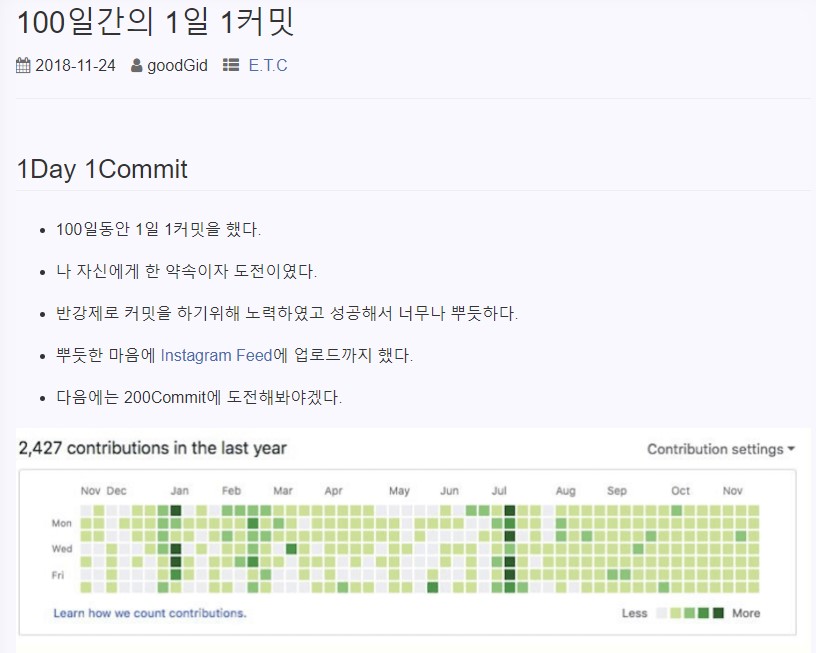 100일간의 1일 1커밋
2018-11-24 goodGid E.T.C
1Day 1Commit
100일동안 1일 1커밋을 했다.
나 자신에게 한 약속이자 도전이였다.
반강제로 커밋을 하기위해 노력하였고 성공해서 너무나 뿌듯하다.
뿌듯한 마음에 Instagram Feed에 업로드까지 했다.
다음에는 200Commit에 도전해봐야겠다.
2,427 contributions in the last year Contribution settings
Nov Dec Jan Feb Mar Apr May Jun Jul Aug Sep Oct Nov
Mon
Wed
Fri
Learn how we count contributions. Less More